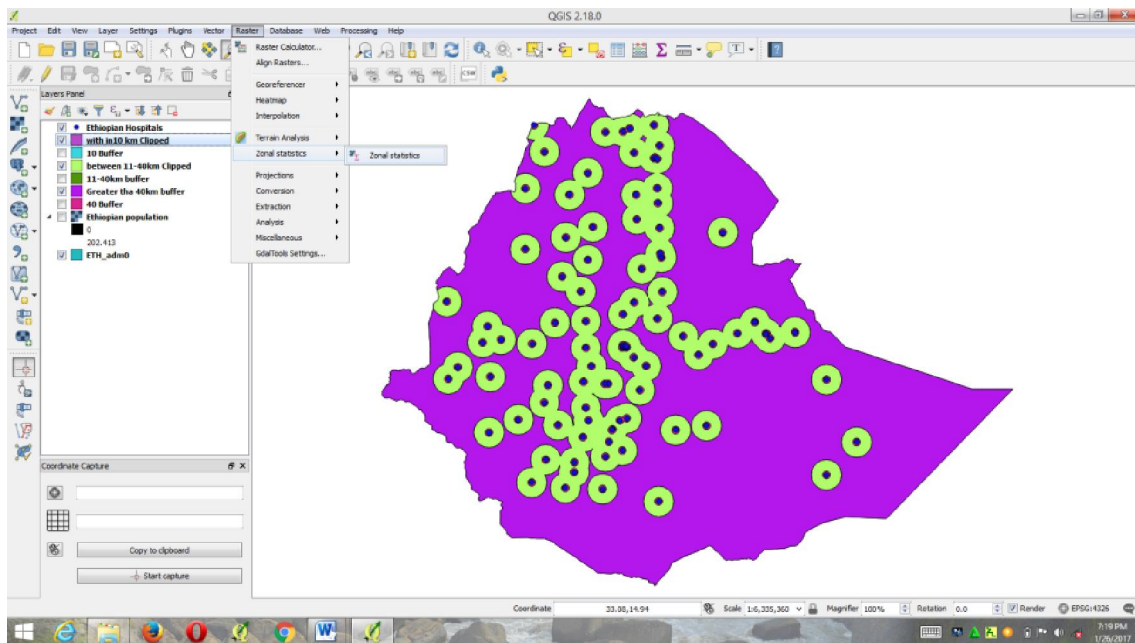 QGIS 2.18.0
Project Edit View Layer Settings Plugins Vector Raster Database Web Processing Help
Raster Calculator...
Align Rasters...
Georeferencer
Heatmap
Interpolation
Terrain Analysis
Zonal statistics
Zonal statistics
Projections
Conversion
Extraction
Analysis
Miscellaneous
GdalTools Settings...
CSW
Layers Panel
Ethiopian Hospitals
with in10 km Clipped
10 Buffer
between 11-40km Clipped
11-40km buffer
Greater tha 40km buffer
40 Buffer
Ethiopian population
0
202.413
ETH_adm0
Coordinate Capture
Copy to clipboard
Start capture
Coordinate 33.08,14.94 Scale 1:6,335,360 Magnifier 100% Rotation 0.0 Render EPSG:4326
7:19 PM
1/26/2017